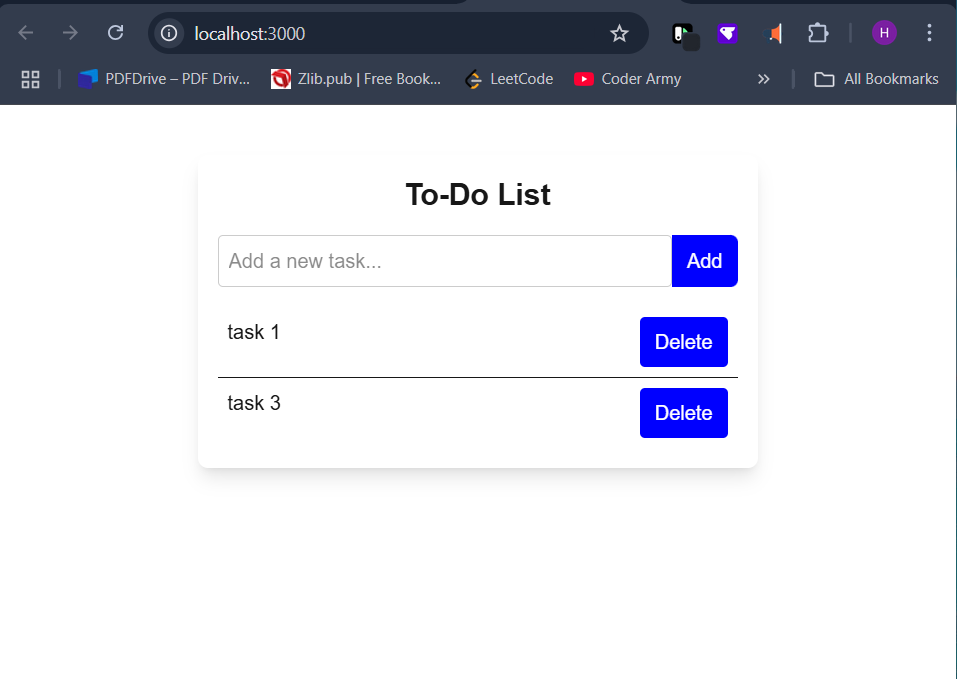 localhost:3000
H
PDFDrive – PDF Driv...
Zlib.pub | Free Book...
LeetCode
Coder Army
All Bookmarks
To-Do List
Add a new task...
Add
task 1
Delete
task 3
Delete